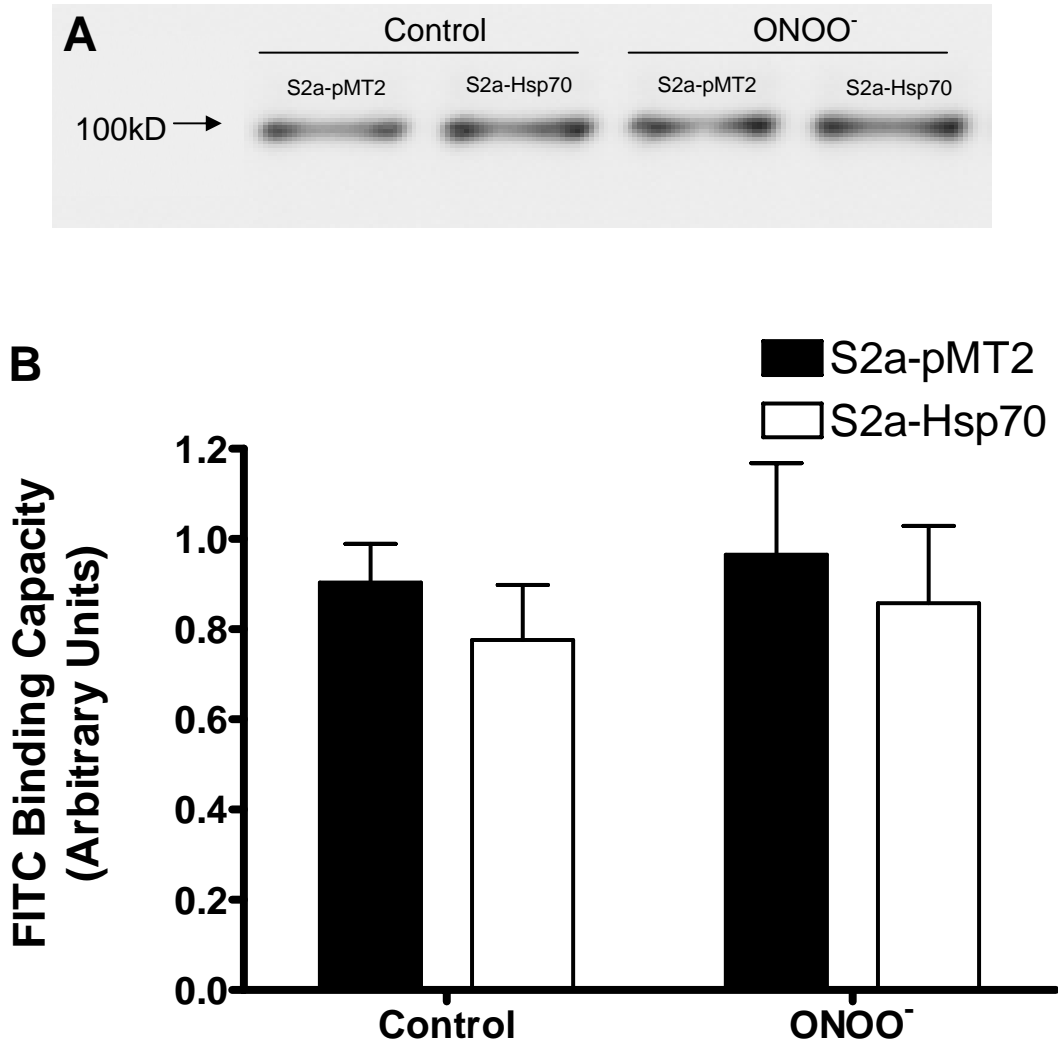 A
Control
ONOO⁻
S2a-pMT2
S2a-Hsp70
S2a-pMT2
S2a-Hsp70
100kD
B
S2a-pMT2
S2a-Hsp70
FITC Binding Capacity
(Arbitrary Units)
1.2
1.0
0.8
0.6
0.4
0.2
0.0
Control
ONOO⁻